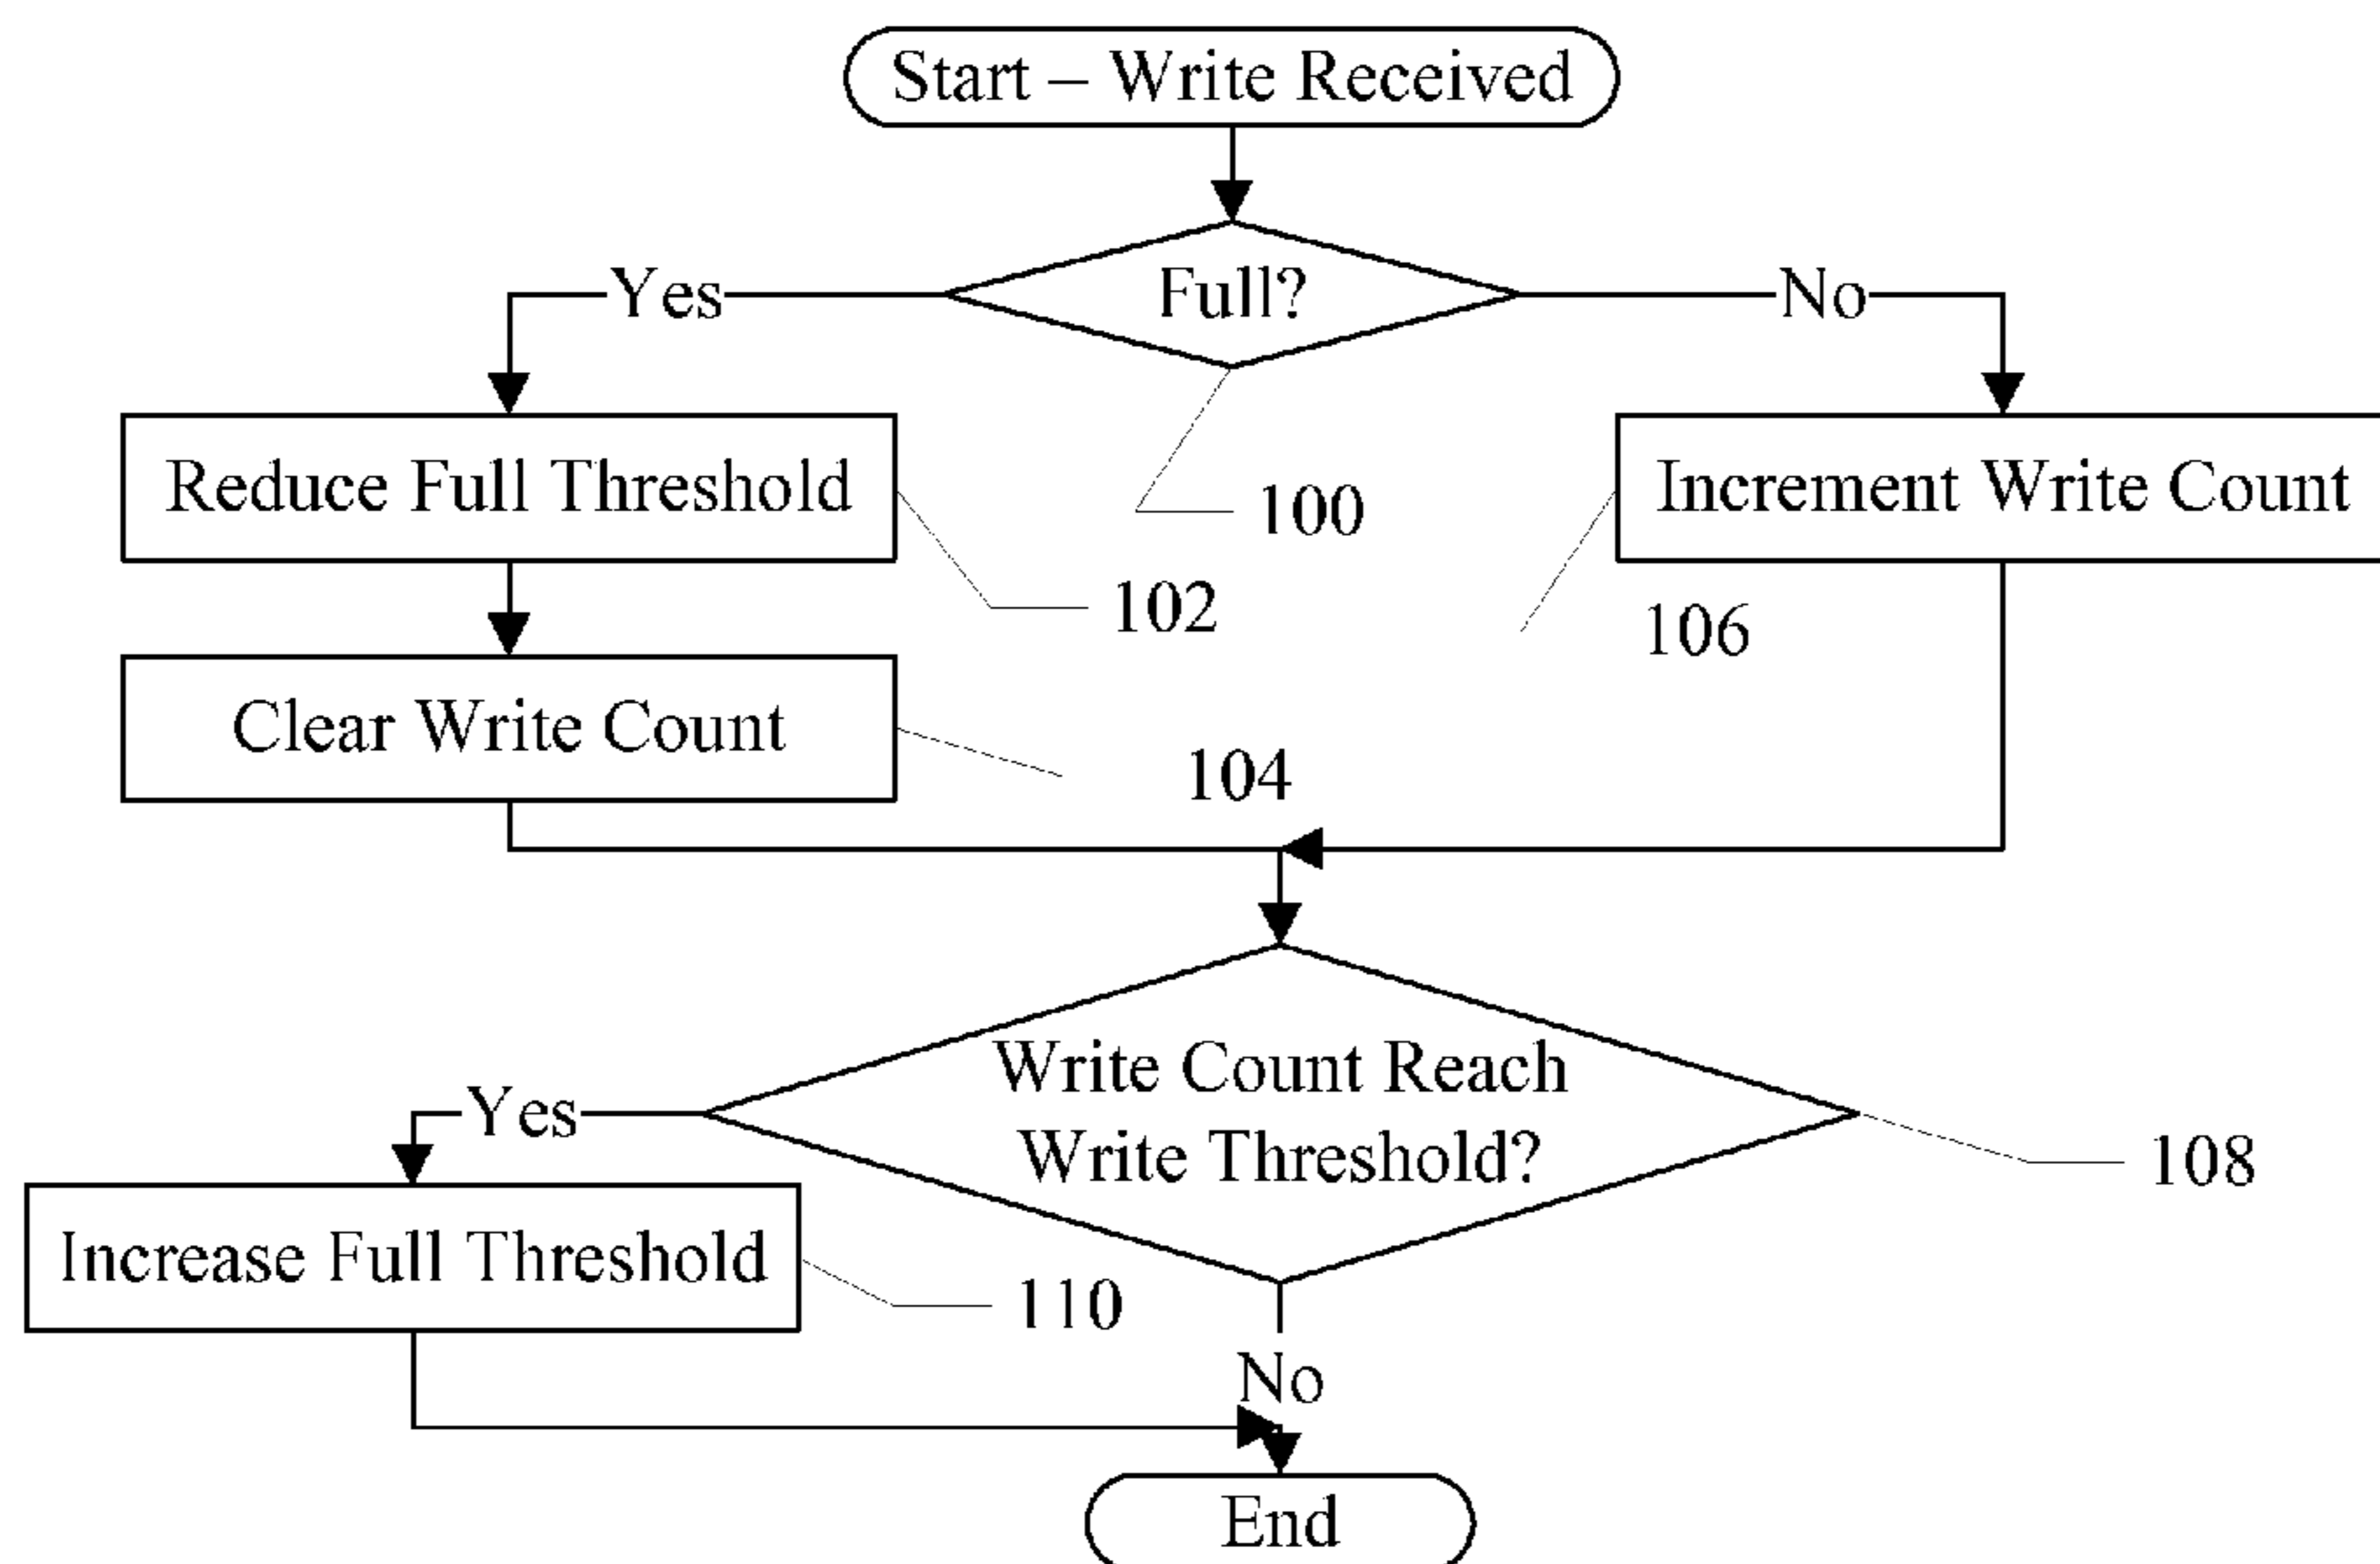 Start – Write Received
Full?
Yes
No
Reduce Full Threshold
Increment Write Count
100
102
106
Clear Write Count
104
Write Count Reach
Write Threshold?
Yes
108
Increase Full Threshold
110
No
End